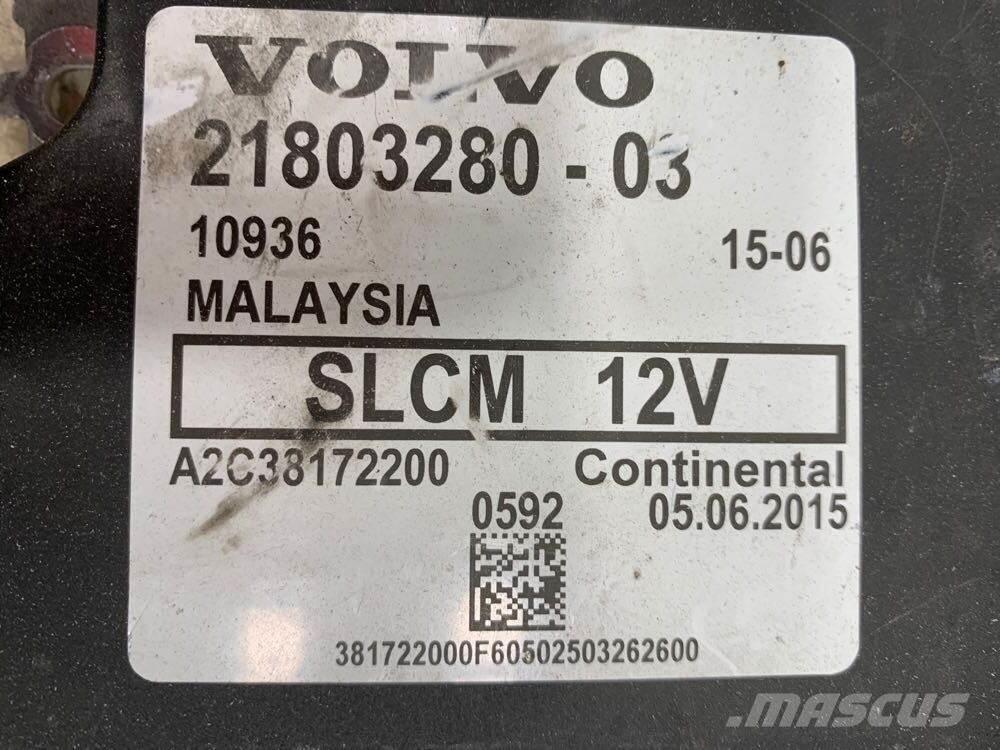 VOLVO
21803280 - 03
10936 15-06
MALAYSIA
SLCM 12V
A2C38172200 Continental
0592 05.06.2015
381722000F60502503262600
MASCUS